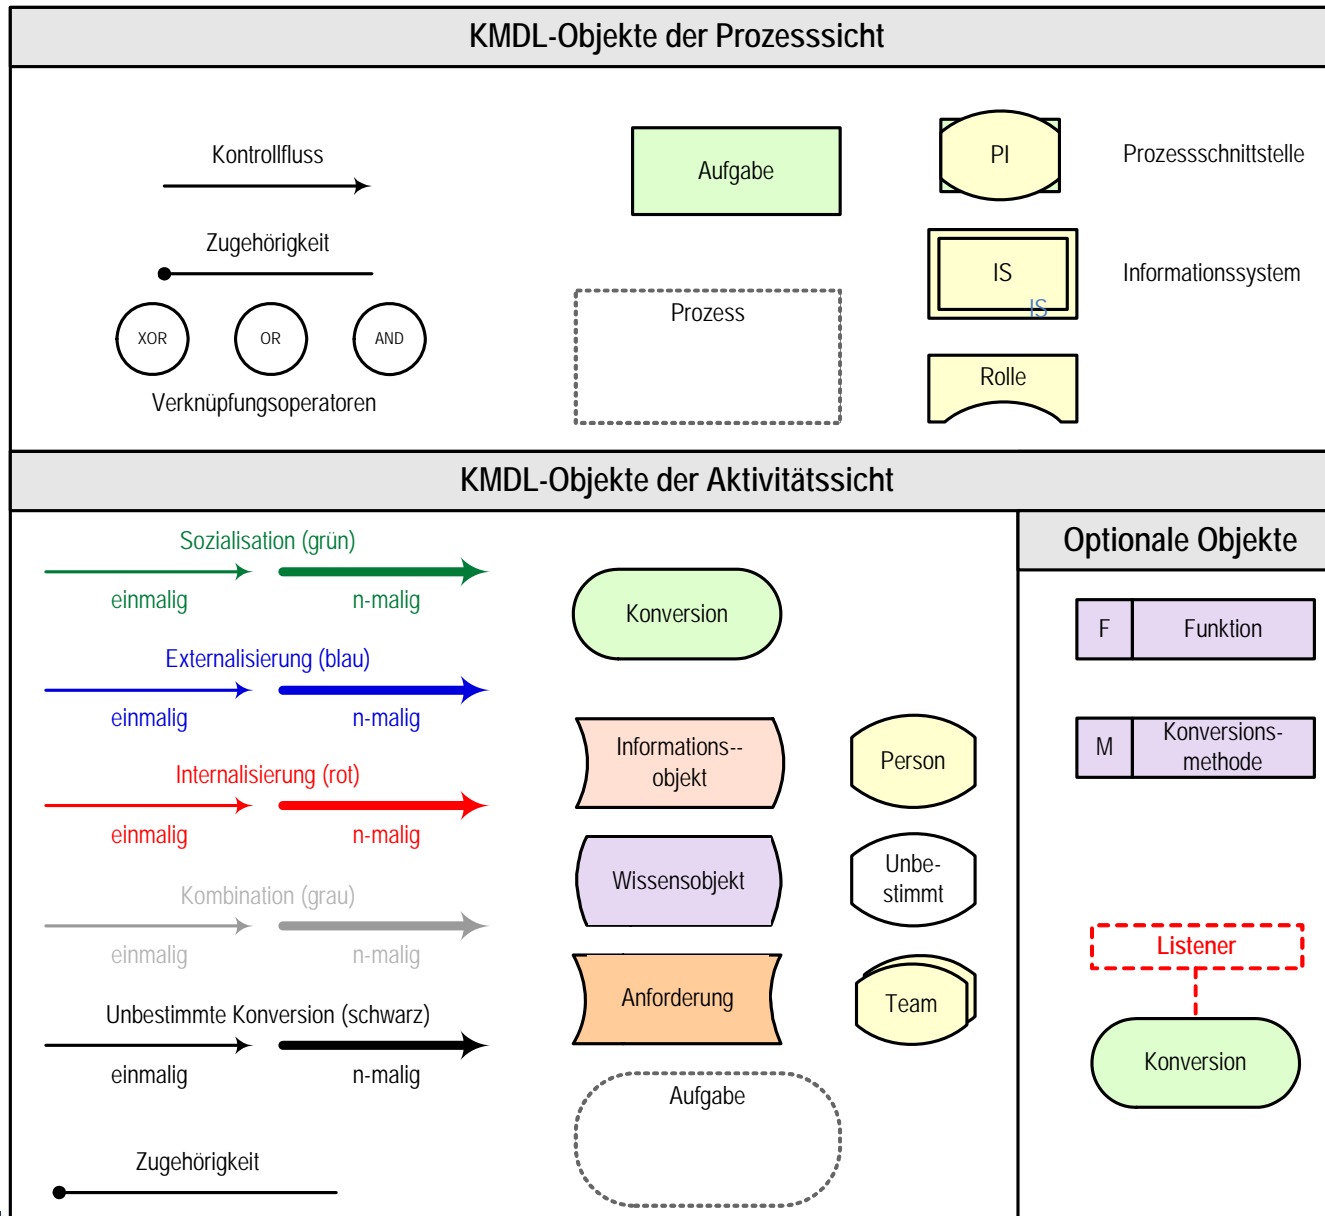 KMDL-Objekte der Prozesssicht
Kontrollfluss
Zugehörigkeit
XOR
OR
AND
Verknüpfungsoperatoren
Aufgabe
Prozess
PI
Prozessschnittstelle
IS
IS
Informationssystem
Rolle
KMDL-Objekte der Aktivitätssicht
Sozialisation (grün)
einmalig
n-malig
Externalisierung (blau)
einmalig
n-malig
Internalisierung (rot)
einmalig
n-malig
Kombination (grau)
einmalig
n-malig
Unbestimmte Konversion (schwarz)
einmalig
n-malig
Zugehörigkeit
Konversion
Informations--
objekt
Wissensobjekt
Anforderung
Aufgabe
Person
Unbe-
stimmt
Team
Optionale Objekte
F
Funktion
M
Konversions-
methode
Listener
Konversion